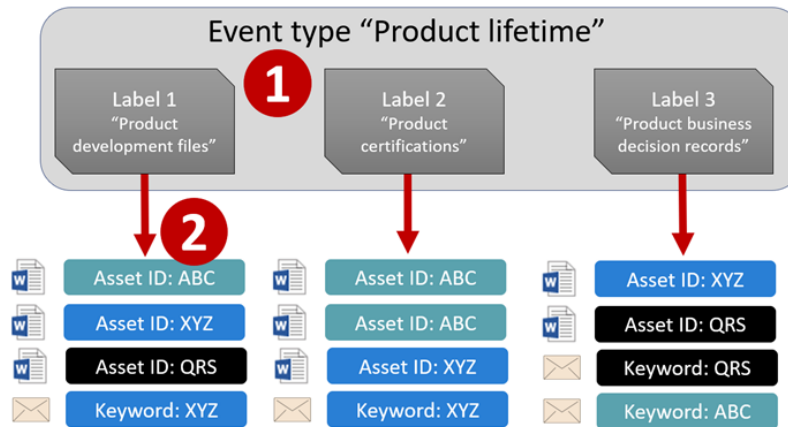 Event type “Product lifetime”
1
Label 1
“Product
development files”
Label 2
“Product
certifications”
Label 3
“Product business
decision records”
2
Asset ID: ABC
Asset ID: XYZ
Asset ID: QRS
Keyword: XYZ
Asset ID: ABC
Asset ID: ABC
Asset ID: XYZ
Keyword: XYZ
Asset ID: XYZ
Asset ID: QRS
Keyword: QRS
Keyword: ABC